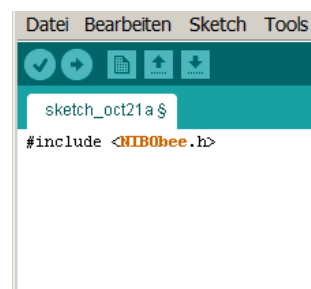 Datei Bearbeiten Sketch Tools
sketch_oct21a §
#include <NIBObee.h>